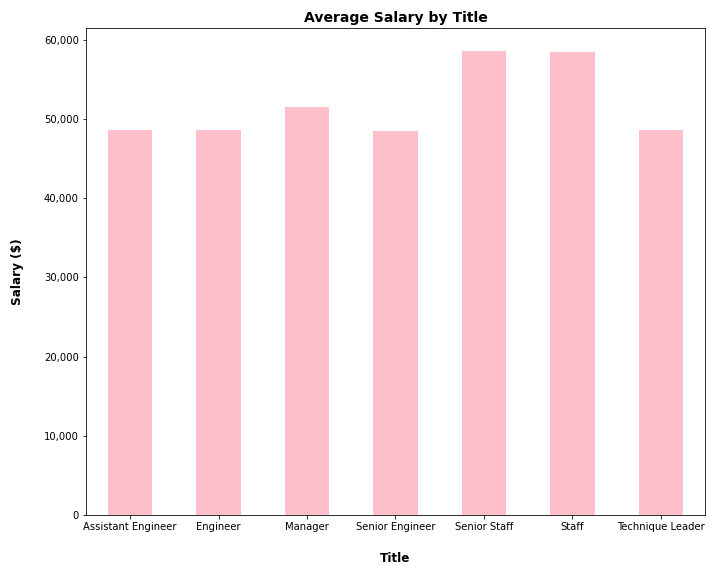 Average Salary by Title
60,000
50,000
40,000
30,000
20,000
10,000
0
Salary ($)
Assistant Engineer Engineer Manager Senior Engineer Senior Staff Staff Technique Leader
Title